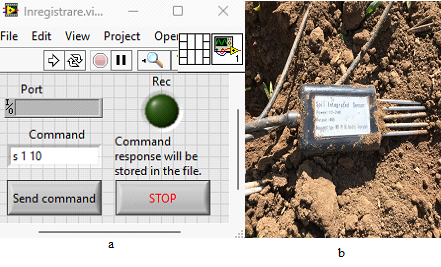 Inregistrare.vi...
File Edit View Project Oper
1
Port
Rec
I/O
Command
s 1 10
Command
response will be
stored in the file.
Send command
STOP
Soil Integrated Sensor
a
b